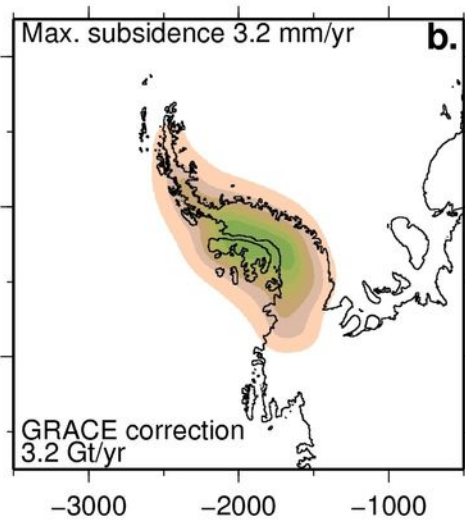 Max. subsidence 3.2 mm/yr
b.
GRACE correction
3.2 Gt/yr
−3000 −2000 −1000